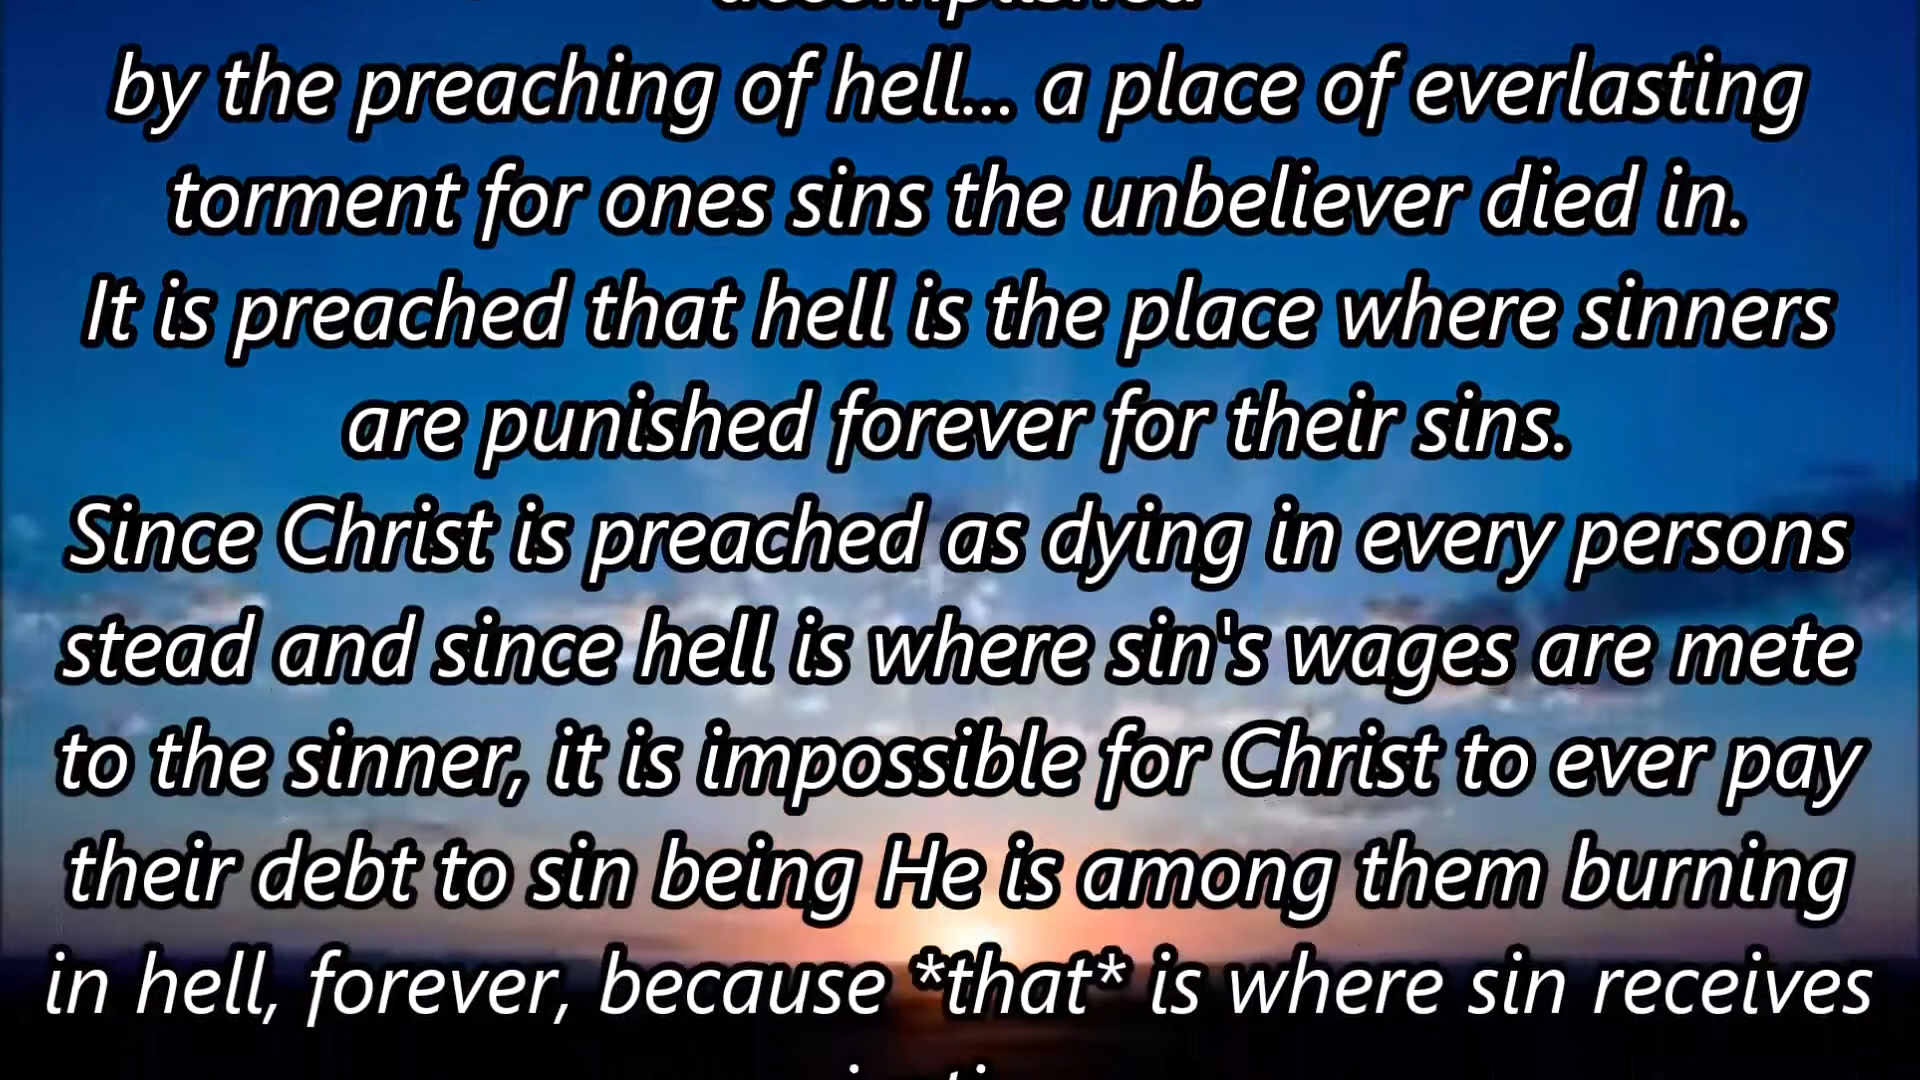 accomplished
by the preaching of hell... a place of everlasting
torment for ones sins the unbeliever died in.
It is preached that hell is the place where sinners
are punished forever for their sins.
Since Christ is preached as dying in every persons
stead and since hell is where sin's wages are mete
to the sinner, it is impossible for Christ to ever pay
their debt to sin being He is among them burning
in hell, forever, because *that* is where sin receives